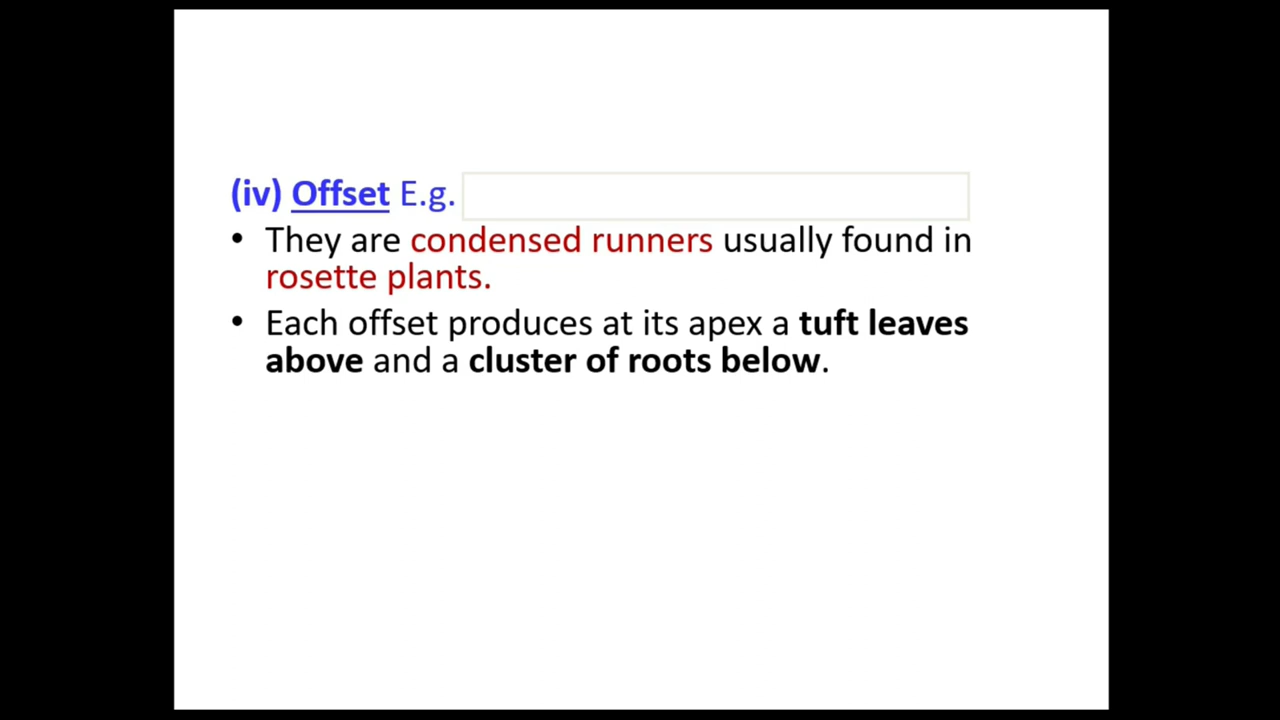 (iv) Offset E.g.
• They are condensed runners usually found in
rosette plants.
• Each offset produces at its apex a tuft leaves
above and a cluster of roots below.